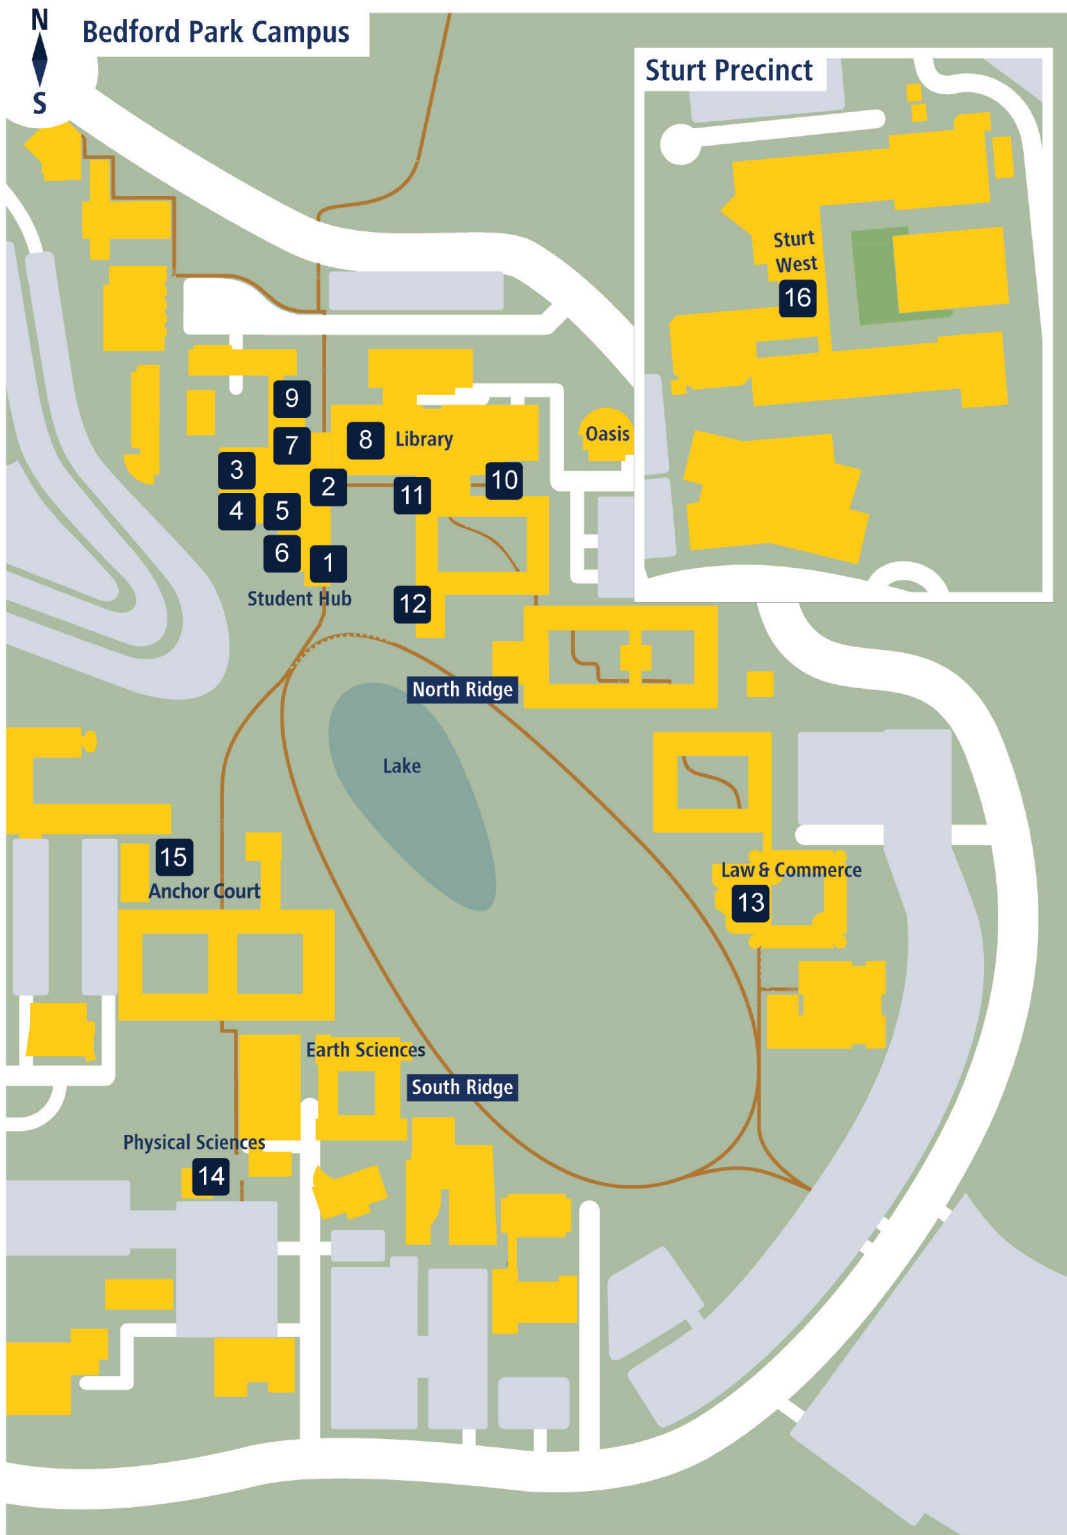 N
Bedford Park Campus
S
Sturt Precinct
Sturt
West
16
9
8
Library
Oasis
7
3
2
10
11
4
5
6
1
Student Hub
12
North Ridge
Lake
15
Anchor Court
Law & Commerce
13
Earth Sciences
South Ridge
Physical Sciences
14